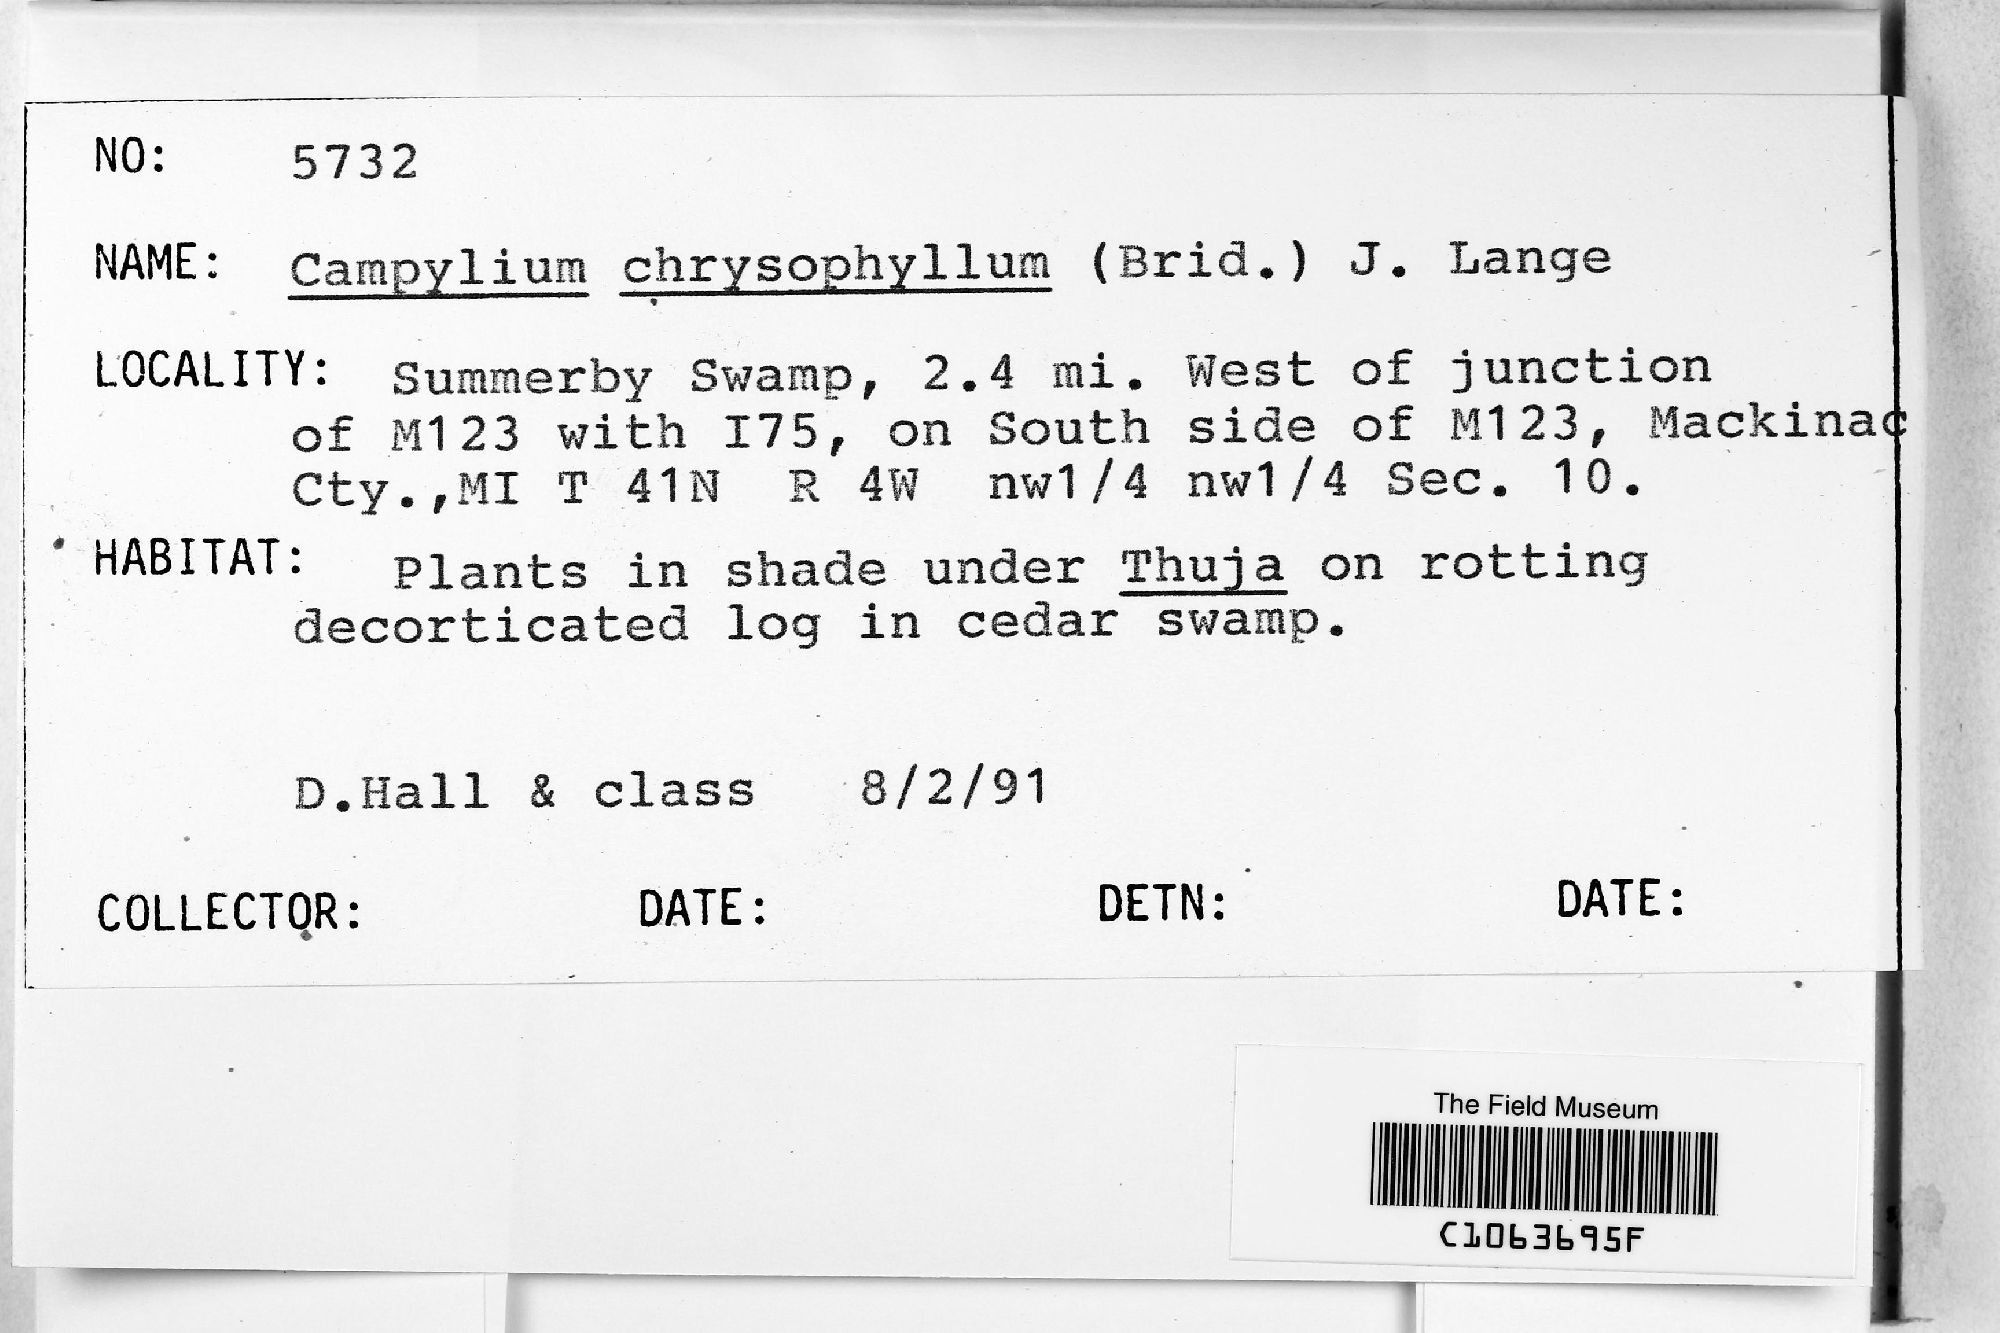 NO: 5732
NAME: Campylium chrysophyllum (Brid.) J. Lange
LOCALITY: Summerby Swamp, 2.4 mi. West of junction
of M123 with I75, on South side of M123, Mackinac
Cty.,MI T 41N R 4W nw1/4 nw1/4 Sec. 10.
HABITAT: Plants in shade under Thuja on rotting
decorticated log in cedar swamp.
D.Hall & class 8/2/91
COLLECTOR: DATE: DETN: DATE:
The Field Museum
C1063695F